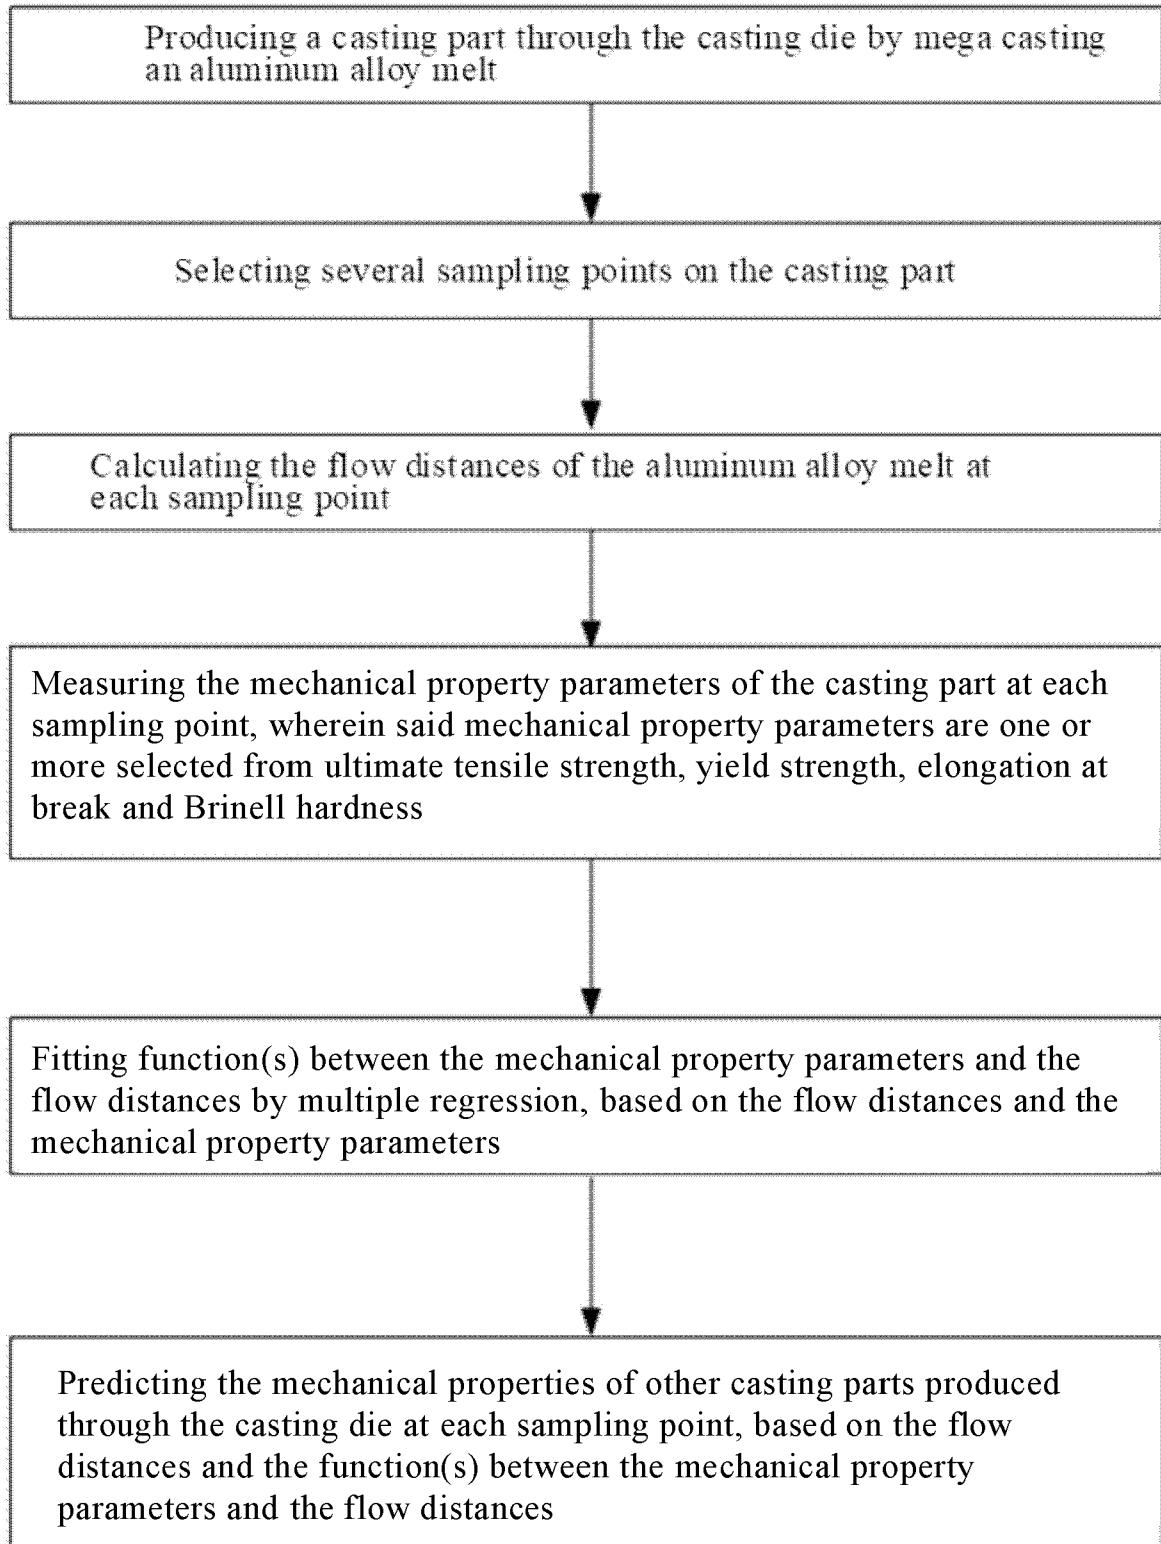 Producing a casting part through the casting die by mega casting
an aluminum alloy melt
Selecting several sampling points on the casting part
Calculating the flow distances of the aluminum alloy melt at
each sampling point
Measuring the mechanical property parameters of the casting part at each
sampling point, wherein said mechanical property parameters are one or
more selected from ultimate tensile strength, yield strength, elongation at
break and Brinell hardness
Fitting function(s) between the mechanical property parameters and the
flow distances by multiple regression, based on the flow distances and the
mechanical property parameters
Predicting the mechanical properties of other casting parts produced
through the casting die at each sampling point, based on the flow
distances and the function(s) between the mechanical property
parameters and the flow distances